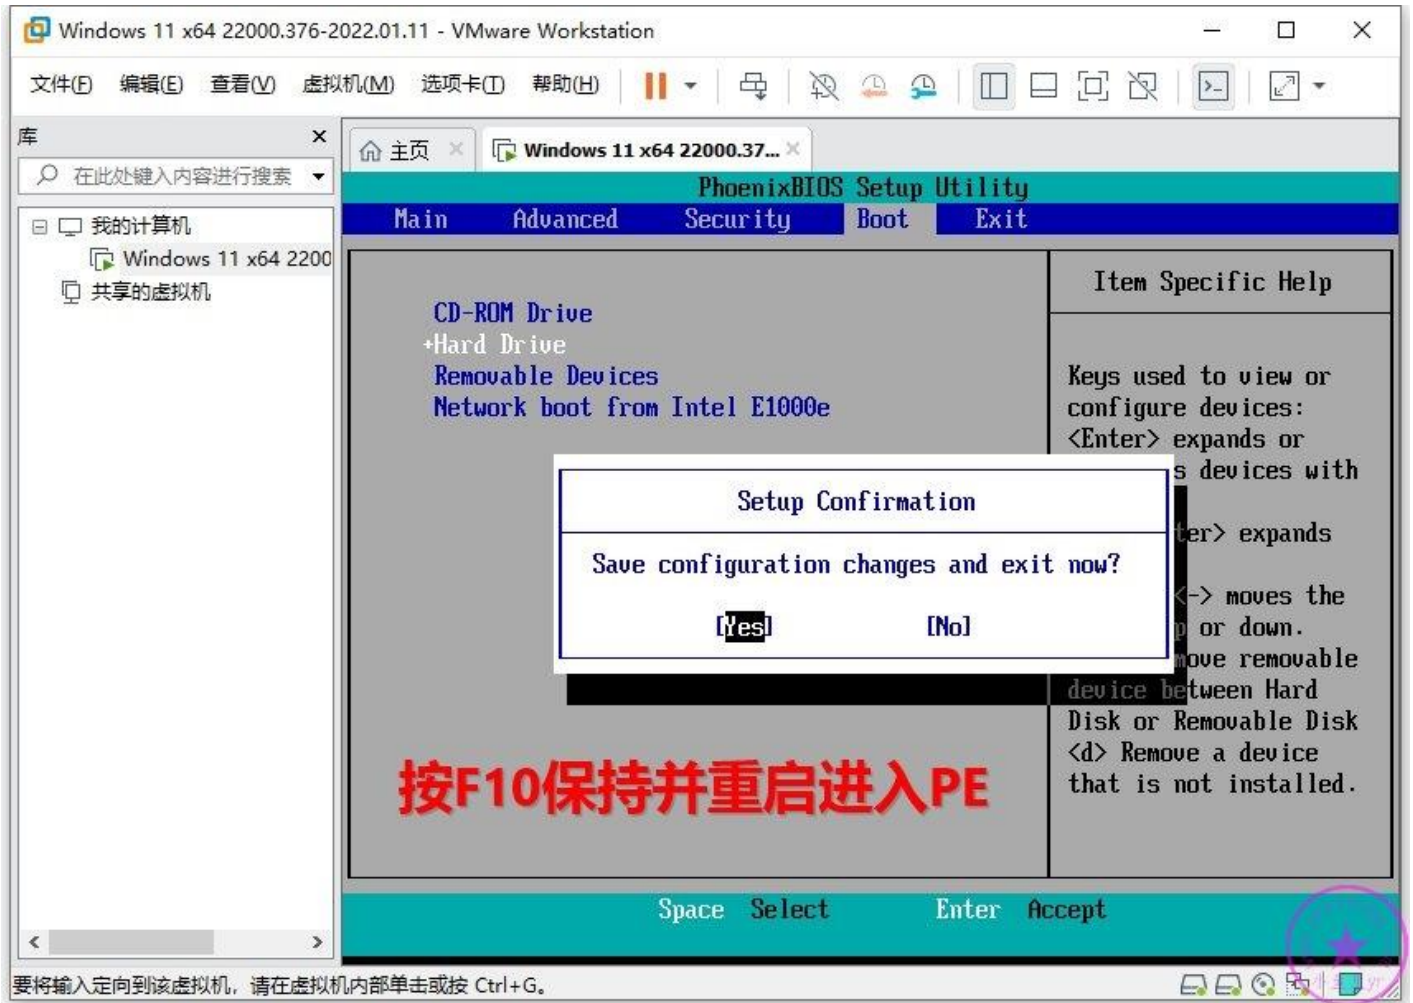 Windows 11 x64 22000.376-2022.01.11 - VMware Workstation
文件(F) 编辑(E) 查看(V) 虚拟机(M) 选项卡(T) 帮助(H)
库
主页
Windows 11 x64 22000.37...
在此处键入内容进行搜索
PhoenixBIOS Setup Utility
Main Advanced Security Boot Exit
我的计算机
Windows 11 x64 2200
共享的虚拟机
CD-ROM Drive
+Hard Drive
Removable Devices
Network boot from Intel E1000e
Item Specific Help
Keys used to view or
configure devices:
<Enter> expands or
s devices with
ter> expands
<-> moves the
p or down.
move removable
device between Hard
Disk or Removable Disk
<d> Remove a device
that is not installed.
Setup Confirmation
Save configuration changes and exit now?
[Yes] [No]
按F10保持并重启进入PE
Space Select Enter Accept
要将输入定向到该虚拟机，请在虚拟机内部单击或按 Ctrl+G。